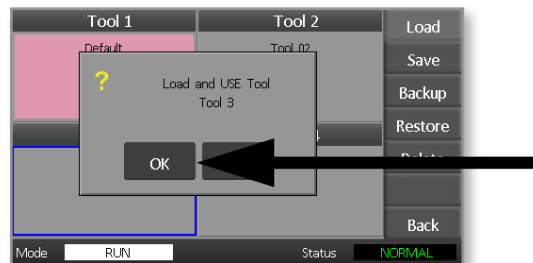 Tool 1
Tool 2
Load
Default
Tool 02
Save
?
Load and USE Tool
Tool 3
Backup
Restore
OK
Back
Mode
RUN
Status
NORMAL